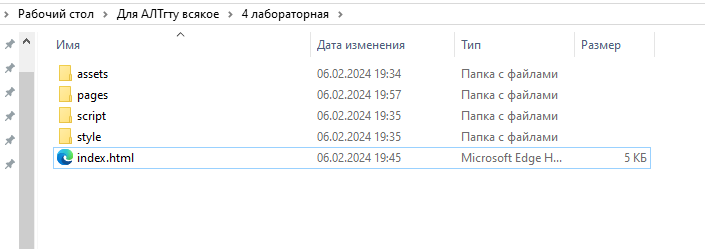 Рабочий стол > Для АЛТгту всякое > 4 лабораторная >
Имя Дата изменения Тип Размер
assets 06.02.2024 19:34 Папка с файлами
pages 06.02.2024 19:57 Папка с файлами
script 06.02.2024 19:35 Папка с файлами
style 06.02.2024 19:35 Папка с файлами
index.html 06.02.2024 19:45 Microsoft Edge H... 5 КБ